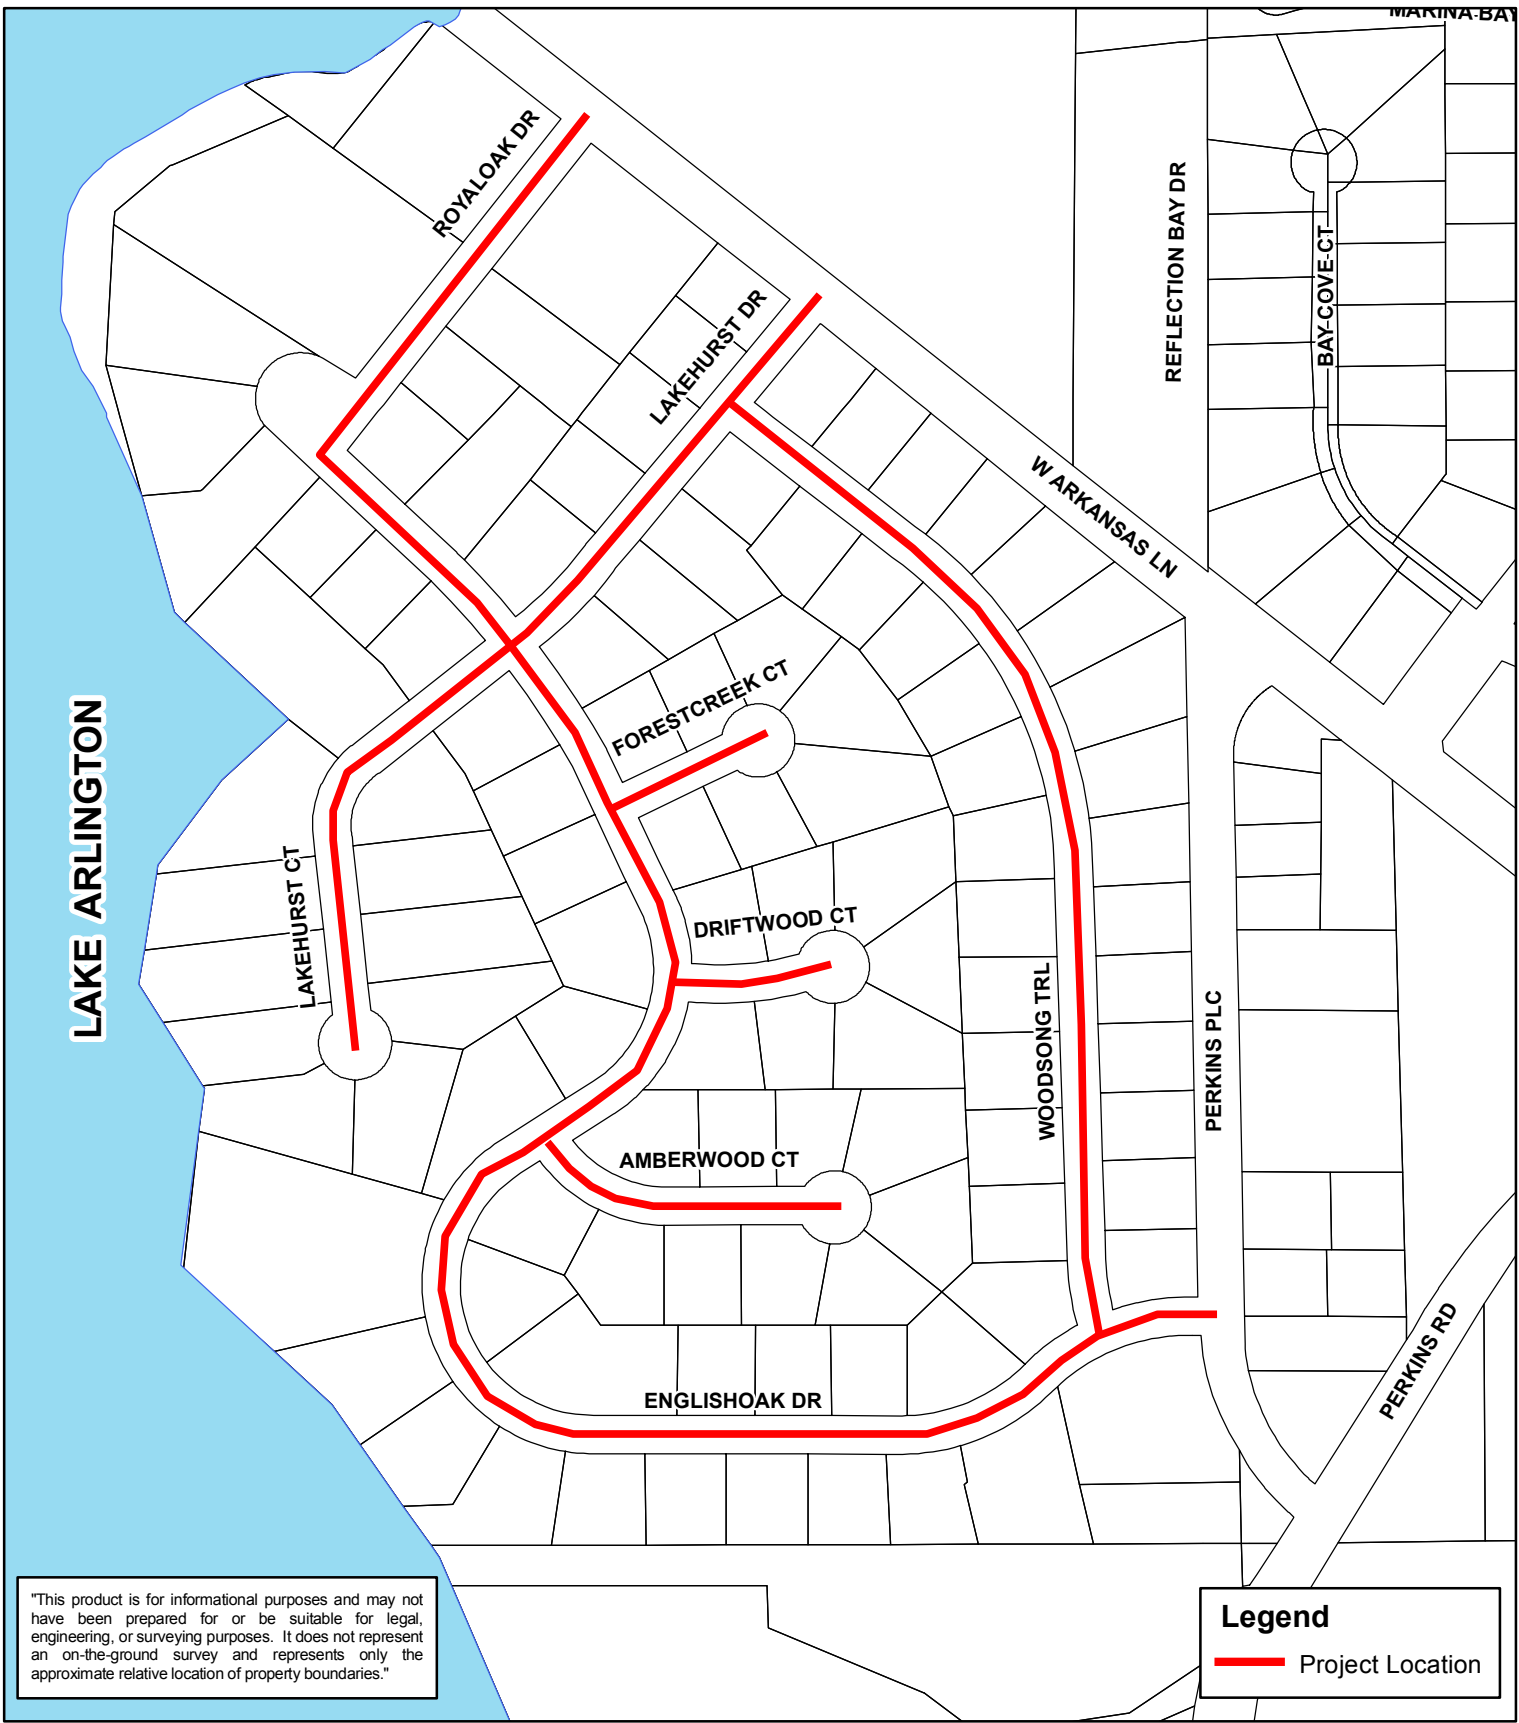 MARINA BAY
ROYALOAK DR
LAKEHURST DR
REFLECTION BAY DR
BAY COVE CT
W ARKANSAS LN
FORESTCREEK CT
LAKE ARLINGTON
LAKEHURST CT
DRIFTWOOD CT
WOODSONG TRL
PERKINS PLC
AMBERWOOD CT
ENGLISHOAK DR
PERKINS RD
"This product is for informational purposes and may not
have been prepared for or be suitable for legal,
engineering, or surveying purposes. It does not represent
an on-the-ground survey and represents only the
approximate relative location of property boundaries."
Legend
Project Location